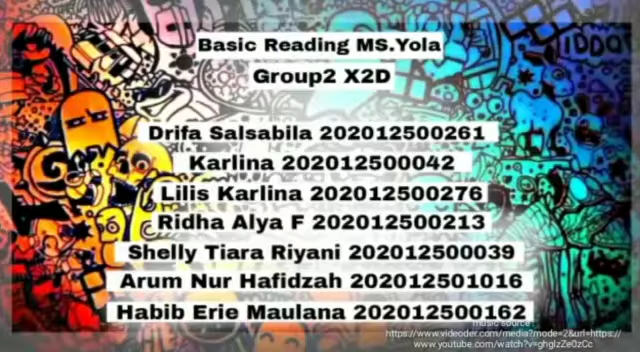 Basic Reading MS.Yola
Group2 X2D
Drifa Salsabila 202012500261
Karlina 202012500042
Lilis Karlina 202012500276
Ridha Alya F 202012500213
Shelly Tiara Riyani 202012500039
Arum Nur Hafidzah 202012501016
Habib Erie Maulana 202012500162
music source :
https://www.videoder.com/media?mode=2&url=https://
www.youtube.com/watch?v=ghglzZe0zCc